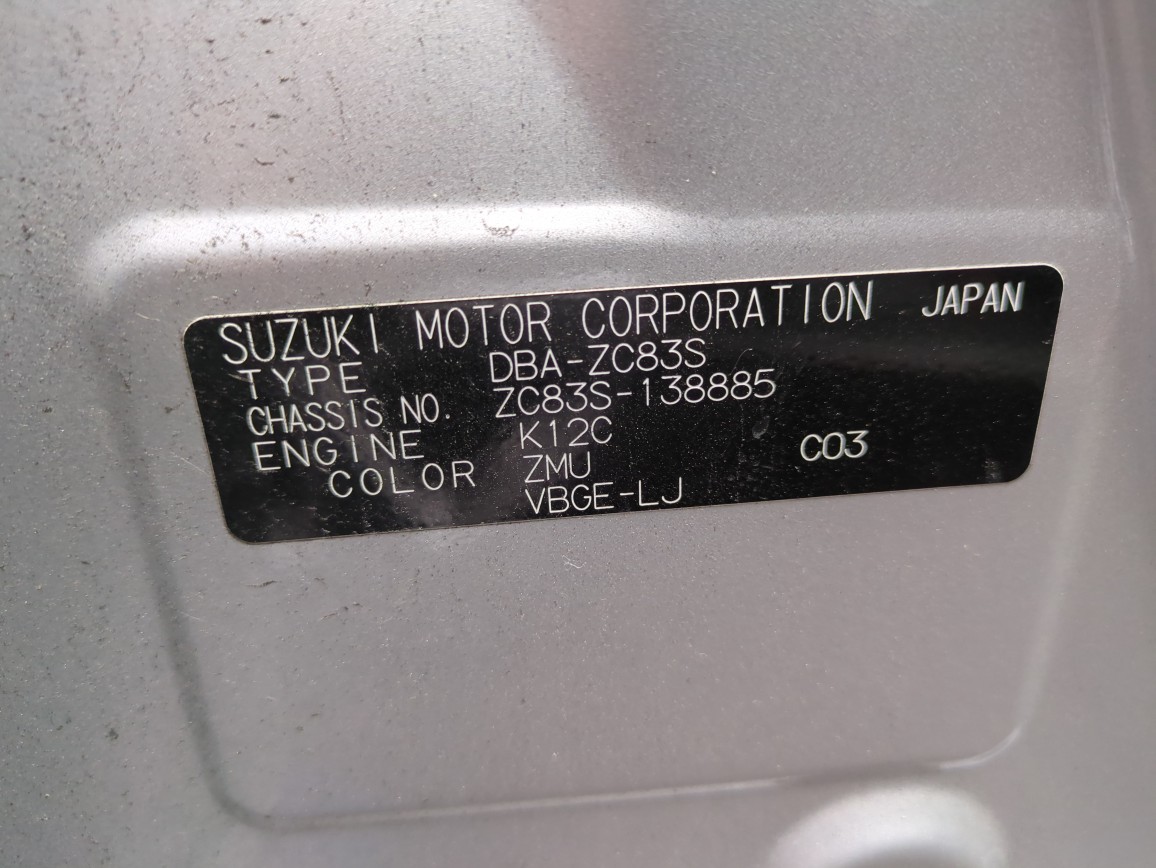 SUZUKI MOTOR CORPORATION JAPAN
TYPE DBA-ZC83S
CHASSIS NO. ZC83S-138885
ENGINE K12C
COLOR ZMU C03
VBGE-LJ